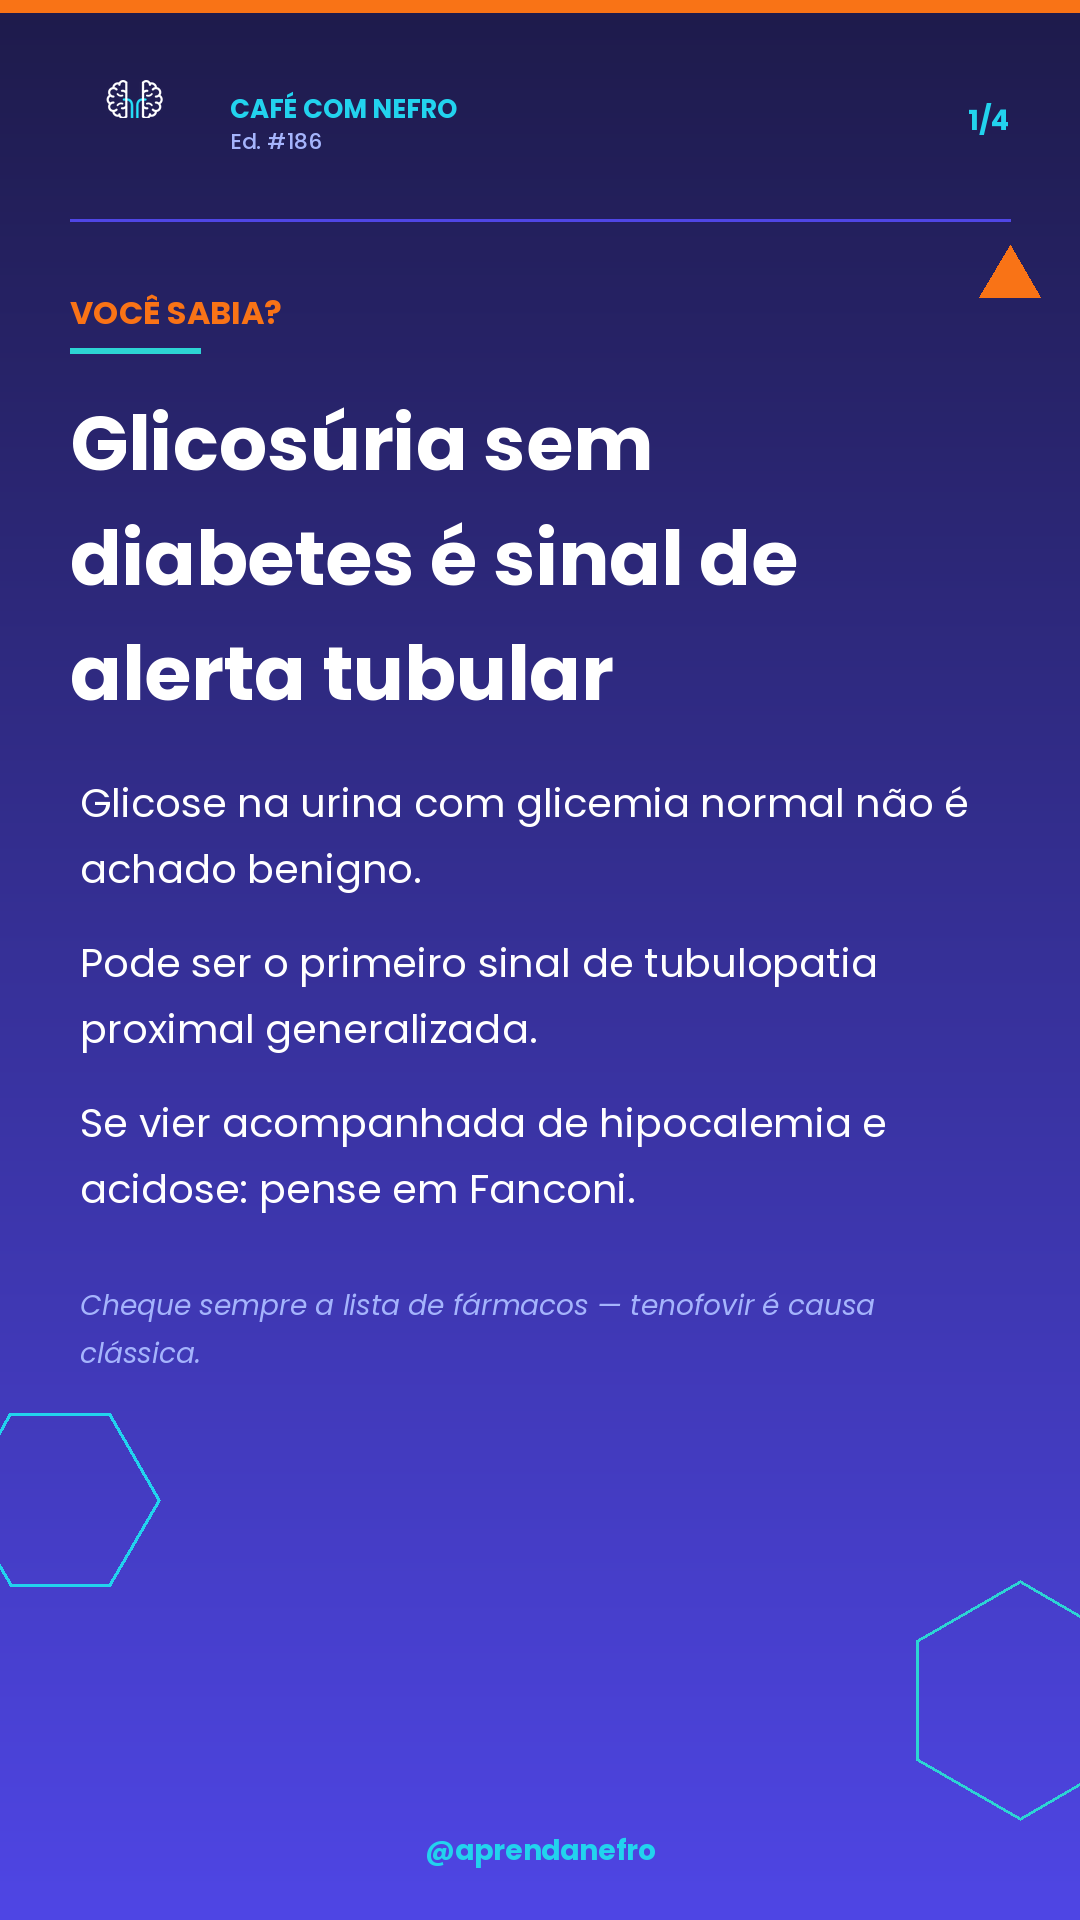 CAFÉ COM NEFRO
Ed. #186
1/4
VOCÊ SABIA?
Glicosúria sem
diabetes é sinal de
alerta tubular
Glicose na urina com glicemia normal não é
achado benigno.
Pode ser o primeiro sinal de tubulopatia
proximal generalizada.
Se vier acompanhada de hipocalemia e
acidose: pense em Fanconi.
Cheque sempre a lista de fármacos — tenofovir é causa
clássica.
@aprendanefro